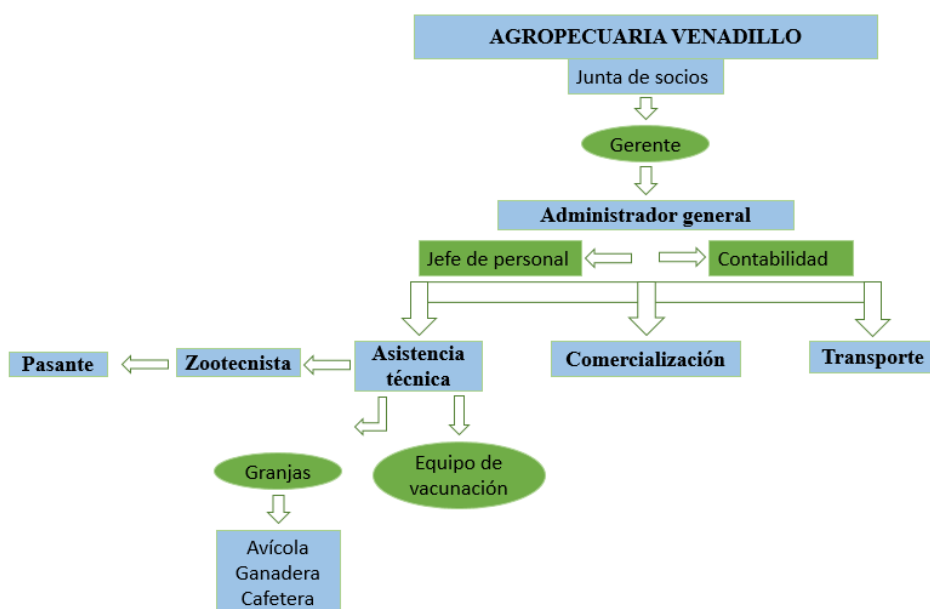 AGROPECUARIA VENADILLO
Junta de socios
Gerente
Administrador general
Jefe de personal
Contabilidad
Pasante
Zootecnista
Asistencia
técnica
Comercialización
Transporte
Granjas
Equipo de
vacunación
Avícola
Ganadera
Cafetera